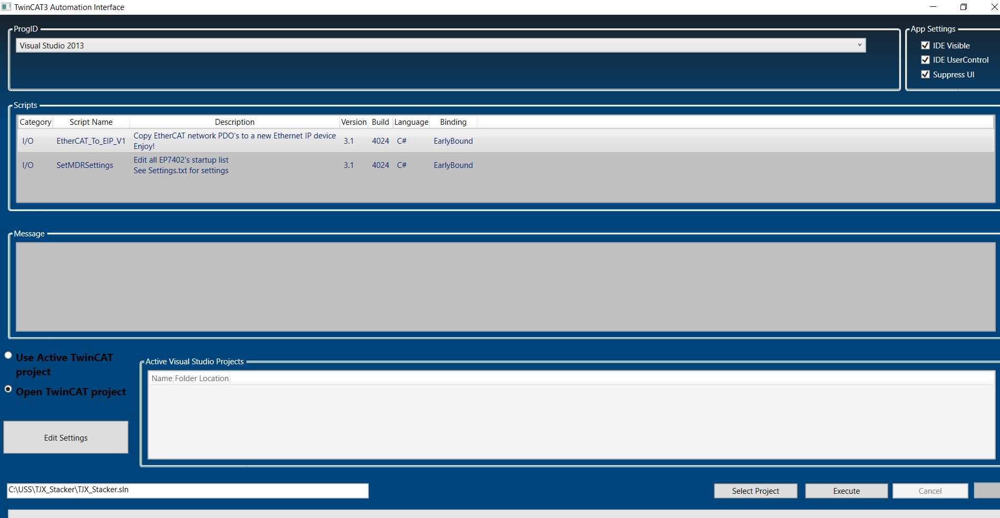 TwinCAT3 Automation Interface
ProgID
App Settings
Visual Studio 2013
IDE Visible
IDE UserControl
Suppress UI
Scripts
Category Script Name Description Version Build Language Binding
I/O EtherCAT_To_EIP_V1 Copy EtherCAT network PDO's to a new Ethernet IP device 3.1 4024 C# EarlyBound
Enjoy!
I/O SetMDRSettings Edit all EP7402's startup list 3.1 4024 C# EarlyBound
See Settings.txt for settings
Message
Use Active TwinCAT
project
Open TwinCAT project
Active Visual Studio Projects
Name Folder Location
Edit Settings
C:\USS\TJX_Stacker\TJX_Stacker.sln
Select Project Execute Cancel